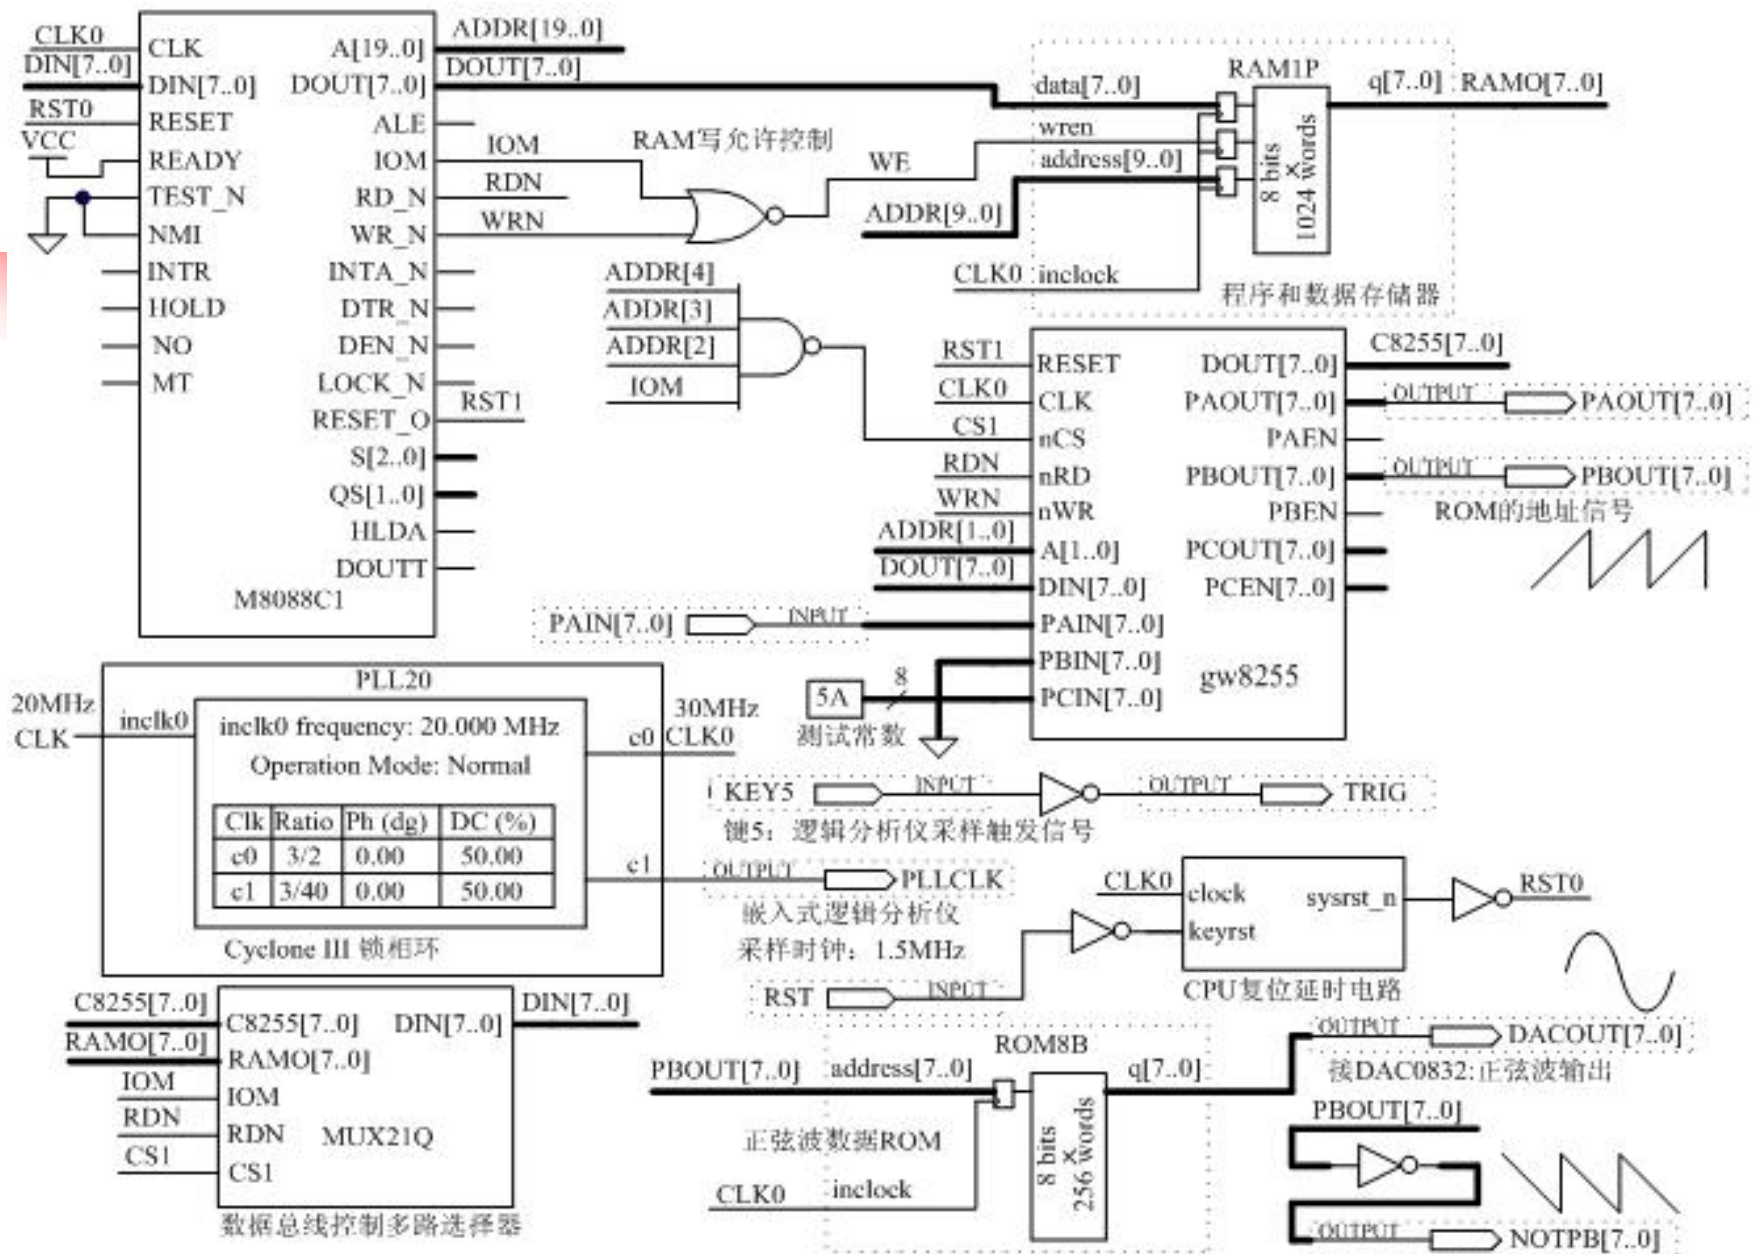 CLK0
DIN[7..0]
RST0
VCC
CLK
DIN[7..0]
RESET
READY
TEST_N
NMI
INTR
HOLD
NO
MT
A[19..0]
DOUT[7..0]
ALE
IOM
RD_N
WR_N
INTA_N
DTR_N
DEN_N
LOCK_N
RESET_O
S[2..0]
QS[1..0]
HLDA
DOUTT
M8088C1
ADDR[19..0]
DOUT[7..0]
IOM
RDN
WRN
RST1
RAM写允许控制
WE
ADDR[9..0]
CLK0
data[7..0]
wren
address[9..0]
inclock
RAM1P
8 bits
×
1024 words
q[7..0]
RAMO[7..0]
程序和数据存储器
ADDR[4]
ADDR[3]
ADDR[2]
IOM
RST1
CLK0
CS1
RDN
WRN
ADDR[1..0]
DOUT[7..0]
PAIN[7..0]
INPUT
5A
8
测试常数
RESET
CLK
nCS
nRD
nWR
A[1..0]
DIN[7..0]
PAIN[7..0]
PBIN[7..0]
PCIN[7..0]
DOUT[7..0]
PAOUT[7..0]
PAEN
PBOUT[7..0]
PBEN
PCOUT[7..0]
PCEN[7..0]
gw8255
C8255[7..0]
OUTPUT
PAOUT[7..0]
OUTPUT
PBOUT[7..0]
ROM的地址信号
PLL20
20MHz
CLK
inclk0
inclk0 frequency: 20.000 MHz
Operation Mode: Normal
Clk Ratio Ph (dg) DC (%)
c0 3/2 0.00 50.00
c1 3/40 0.00 50.00
Cyclone III 锁相环
c0
30MHz
CLK0
c1
OUTPUT
PLLCLK
嵌入式逻辑分析仪
采样时钟：1.5MHz
KEY5
INPUT
OUTPUT
TRIG
键5：逻辑分析仪采样触发信号
RST
INPUT
CLK0
clock
keyrst
sysrst_n
RST0
CPU复位延时电路
C8255[7..0]
RAMO[7..0]
IOM
RDN
CS1
C8255[7..0]
RAMO[7..0]
IOM
RDN
CS1
DIN[7..0]
MUX21Q
DIN[7..0]
数据总线控制多路选择器
PBOUT[7..0]
address[7..0]
ROM8B
q[7..0]
正弦波数据ROM
8 bits
×
256 words
CLK0
inclock
OUTPUT
DACOUT[7..0]
接DAC0832:正弦波输出
PBOUT[7..0]
OUTPUT
NOTPB[7..0]